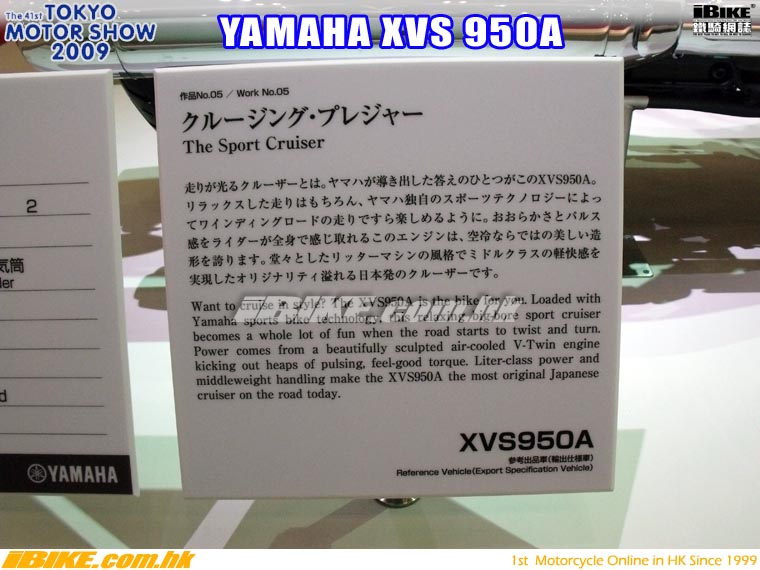 The 41st TOKYO
MOTOR SHOW
2009
YAMAHA XVS 950A
iBIKE
.com.hk
鐵騎網誌
作品No.05 / Work No.05
クルージング・プレジャー
The Sport Cruiser
走りが光るクルーザーとは。ヤマハが導き出した答えのひとつがこのXVS950A。
リラックスした走りはもちろん、ヤマハ独自のスポーツテクノロジーによっ
てワインディングロードの走りですら楽しめるように。おおらかさとパルス
感をライダーが全身で感じ取れるこのエンジンは、空冷ならではの美しい造
形を誇ります。堂々としたリッターマシンの風格でミドルクラスの軽快感を
実現したオリジナリティ溢れる日本発のクルーザーです。
Want to cruise in style? The XVS950A is the bike for you. Loaded with
Yamaha sports bike technology, this relaxing big-bore sport cruiser
becomes a whole lot of fun when the road starts to twist and turn.
Power comes from a beautifully sculpted air-cooled V-Twin engine
kicking out heaps of pulsing, feel-good torque. Liter-class power and
middleweight handling make the XVS950A the most original Japanese
cruiser on the road today.
XVS950A
参考出品車(輸出仕様車)
Reference Vehicle(Export Specification Vehicle)
2
気筒
der
d
YAMAHA
iBIKE.com.hk
iBIKE.com.hk
1st Motorcycle Online in HK Since 1999